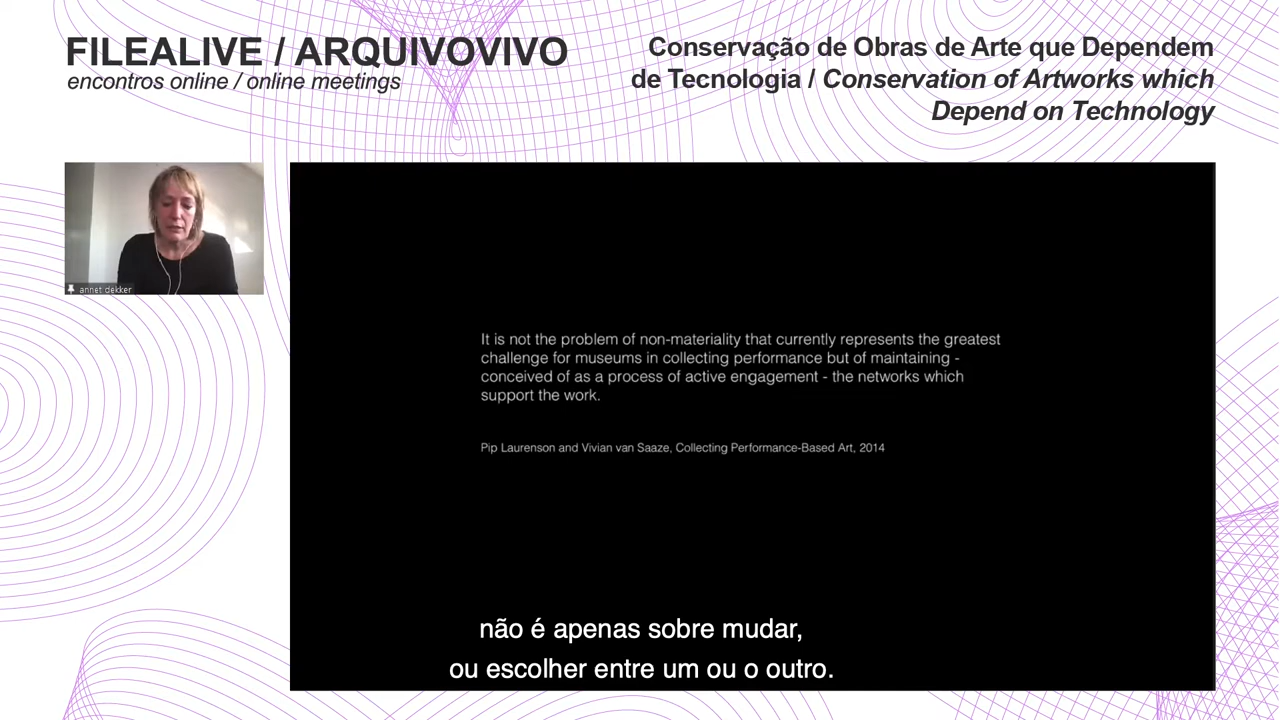 FILEALIVE / ARQUIVOVIVO
encontros online / online meetings
Conservação de Obras de Arte que Dependem
de Tecnologia / Conservation of Artworks which
Depend on Technology
annet dekker
It is not the problem of non-materiality that currently represents the greatest
challenge for museums in collecting performance but of maintaining -
conceived of as a process of active engagement - the networks which
support the work.
Pip Laurenson and Vivian van Saaze, Collecting Performance-Based Art, 2014
não é apenas sobre mudar,
ou escolher entre um ou o outro.